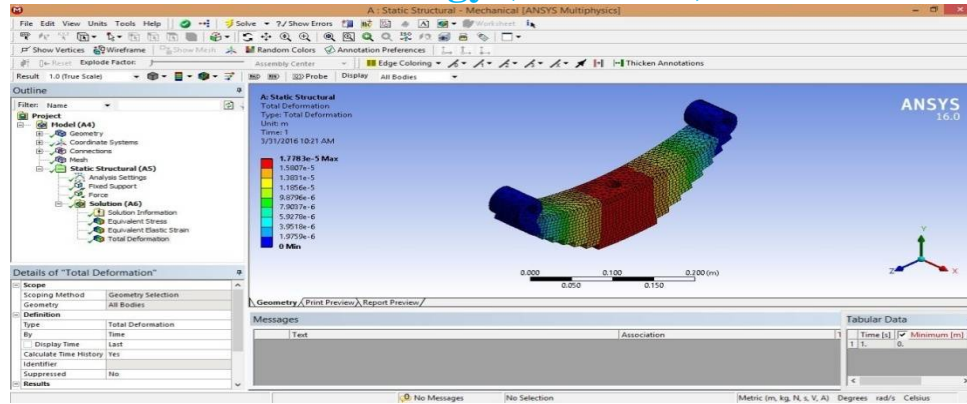 A : Static Structural - Mechanical [ANSYS Multiphysics]
File Edit View Units Tools Help Solve ?/ Show Errors Worksheet
Show Vertices Wireframe Show Mesh Random Colors Annotation Preferences
Reset Explode Factor: Assembly Center Edge Coloring Thicken Annotations
Result 1.0 (True Scale) Probe Display All Bodies
Outline
Filter: Name
Project
Model (A4)
Geometry
Coordinate Systems
Connections
Mesh
Static Structural (A5)
Analysis Settings
Fixed Support
Force
Solution (A6)
Solution Information
Equivalent Stress
Equivalent Elastic Strain
Total Deformation
A: Static Structural
Total Deformation
Type: Total Deformation
Unit: m
Time: 1
3/31/2016 10:21 AM
1.7783e-5 Max
1.5807e-5
1.3831e-5
1.1856e-5
9.8796e-6
7.9037e-6
5.9278e-6
3.9518e-6
1.9759e-6
0 Min
ANSYS
16.0
Y
Z X
0.000 0.100 0.200 (m)
0.050 0.150
Geometry Print Preview Report Preview
Details of "Total Deformation"
Scope
Scoping Method Geometry Selection
Geometry All Bodies
Definition
Type Total Deformation
By Time
Display Time Last
Calculate Time History Yes
Identifier
Suppressed No
Results
Messages
Text Association
Tabular Data
Time [s] Minimum [m]
1 1. 0.
No Messages No Selection Metric (m, kg, N, s, V, A) Degrees rad/s Celsius